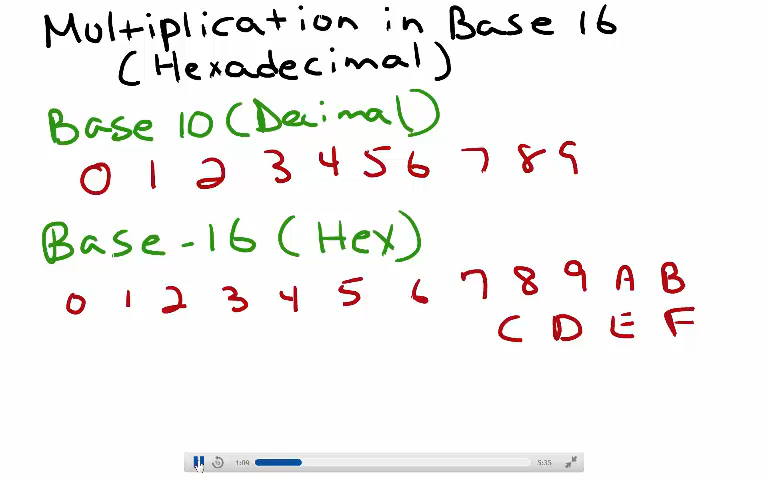 Multiplication in Base 16
(Hexadecimal)
Base 10 (Decimal)
0 1 2 3 4 5 6 7 8 9
Base-16 (Hex)
0 1 2 3 4 5 6 7 8 9 A B
C D E F
1:09 5:35